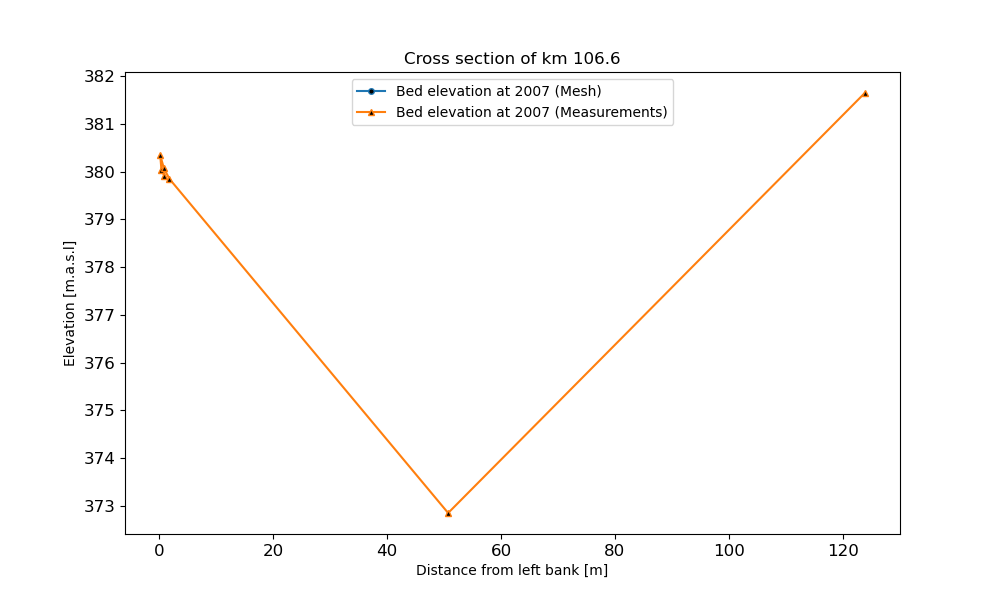 Cross section of km 106.6
Bed elevation at 2007 (Mesh)
Bed elevation at 2007 (Measurements)
382
381
380
379
378
377
376
375
374
373
Elevation [m.a.s.l]
0 20 40 60 80 100 120
Distance from left bank [m]